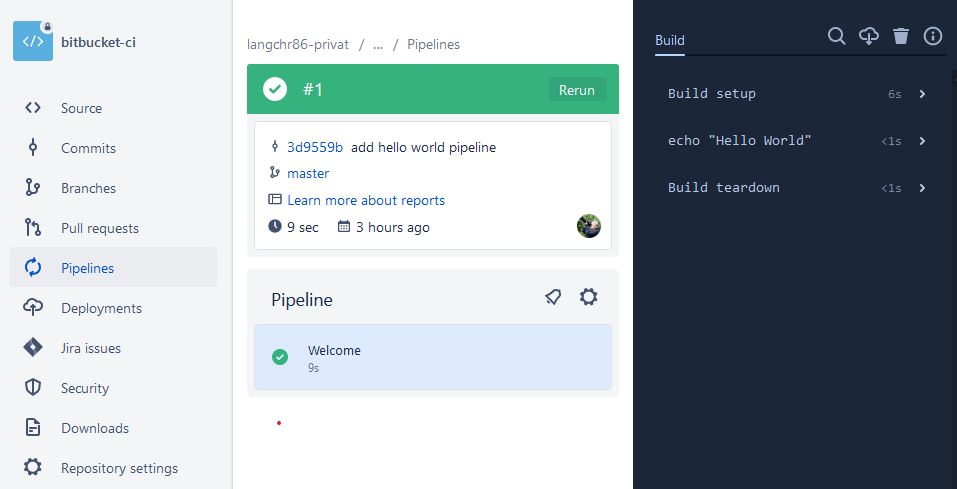 bitbucket-ci
Source
Commits
Branches
Pull requests
Pipelines
Deployments
Jira issues
Security
Downloads
Repository settings
langchr86-privat / ... / Pipelines
#1 Rerun
3d9559b add hello world pipeline
master
Learn more about reports
9 sec 3 hours ago
Pipeline
Welcome
9s
Build
Build setup 6s
echo "Hello World" <1s
Build teardown <1s